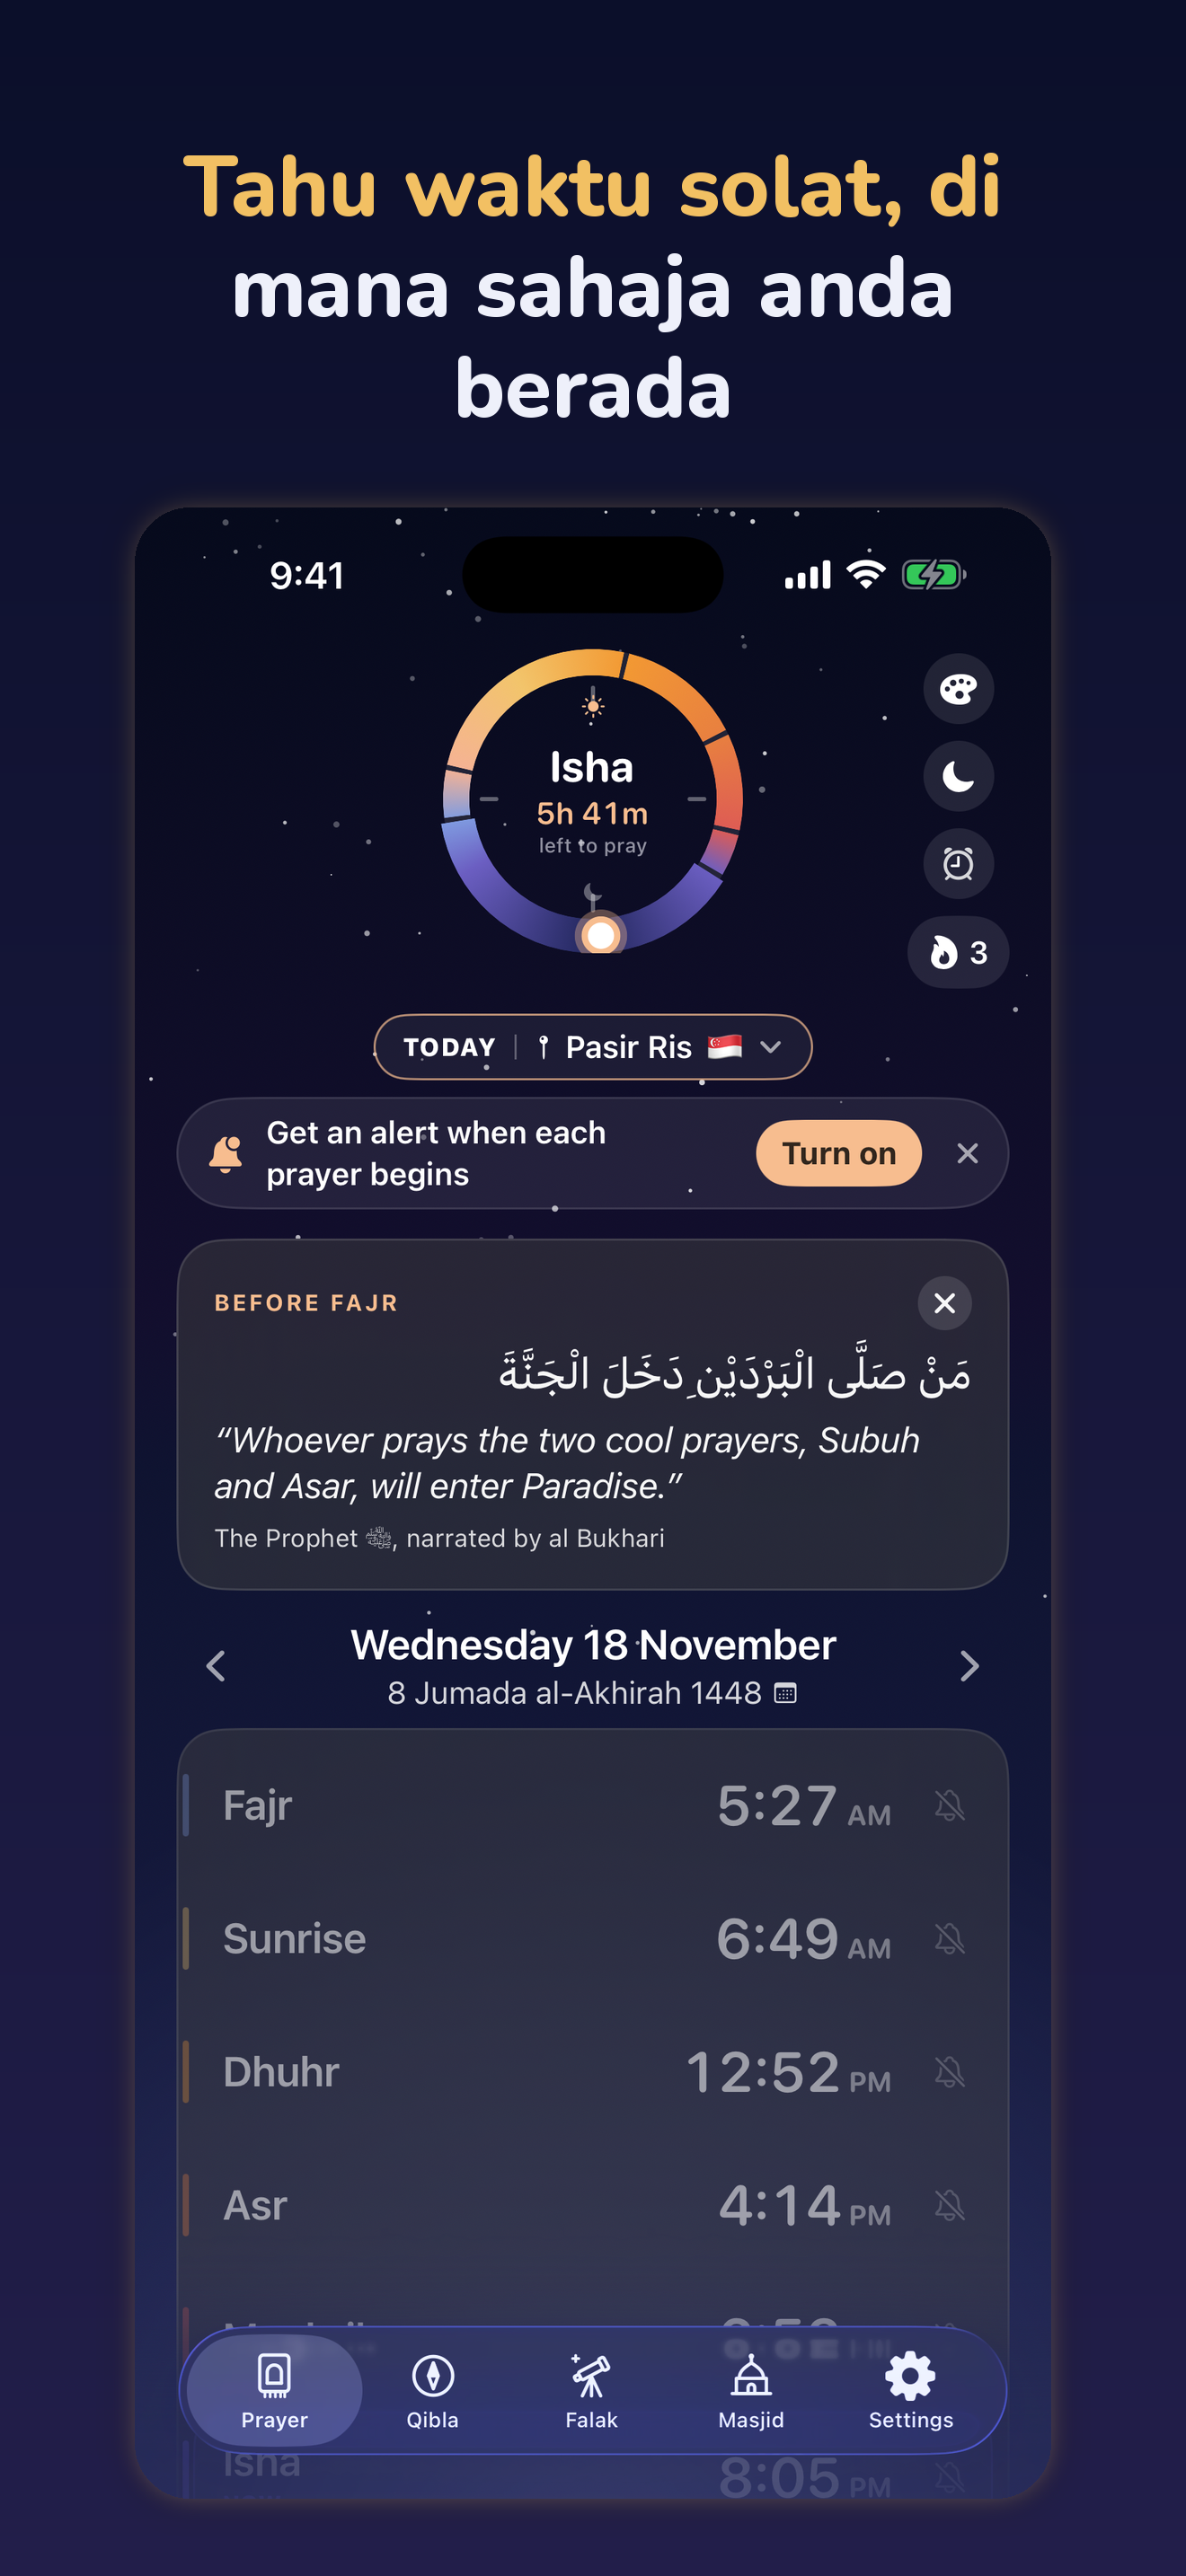 Tahu waktu solat, di
mana sahaja anda
berada
9:41
Isha
5h 41m
left to pray
3
TODAY | Pasir Ris 🇸🇬
Get an alert when each
prayer begins
Turn on
BEFORE FAJR
مَنْ صَلَّى الْبَرْدَيْنِ دَخَلَ الْجَنَّةَ
“Whoever prays the two cool prayers, Subuh
and Asar, will enter Paradise.”
The Prophet ﷺ, narrated by al Bukhari
Wednesday 18 November
8 Jumada al-Akhirah 1448
Fajr 5:27 AM
Sunrise 6:49 AM
Dhuhr 12:52 PM
Asr 4:14 PM
Prayer Qibla Falak Masjid Settings
Isha 8:05 PM